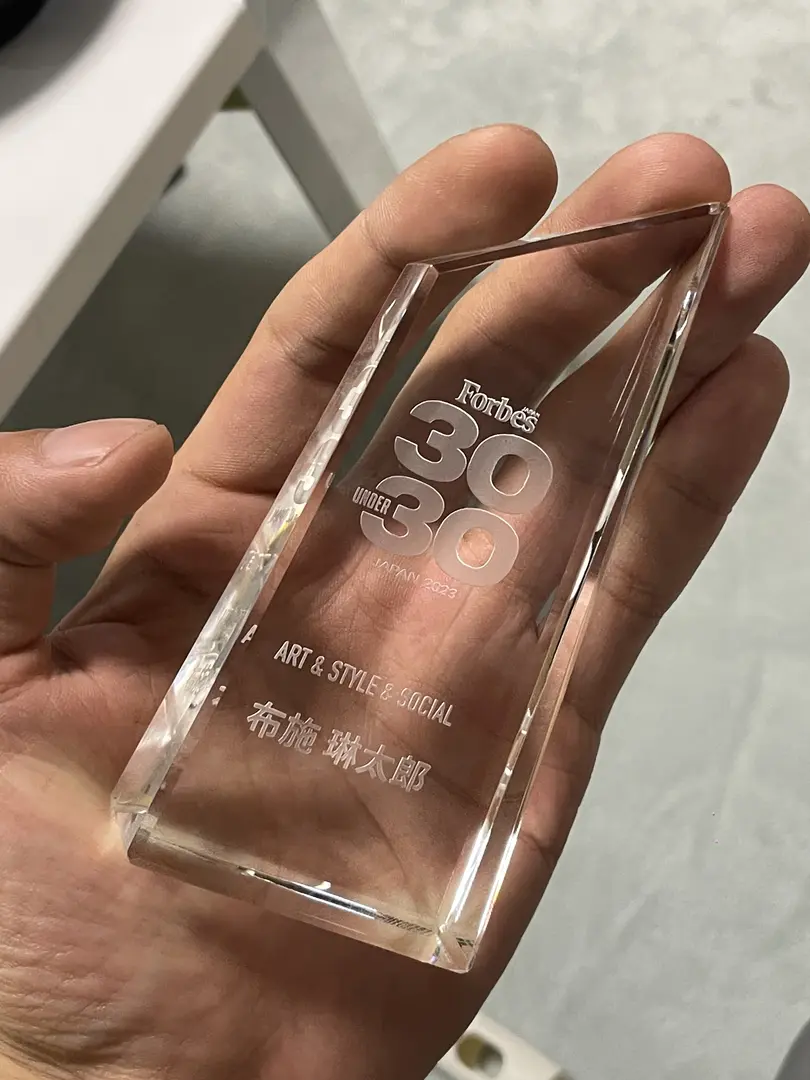 Forbes
30
UNDER
30
JAPAN 2023
ART & STYLE & SOCIAL
布施 琳太郎